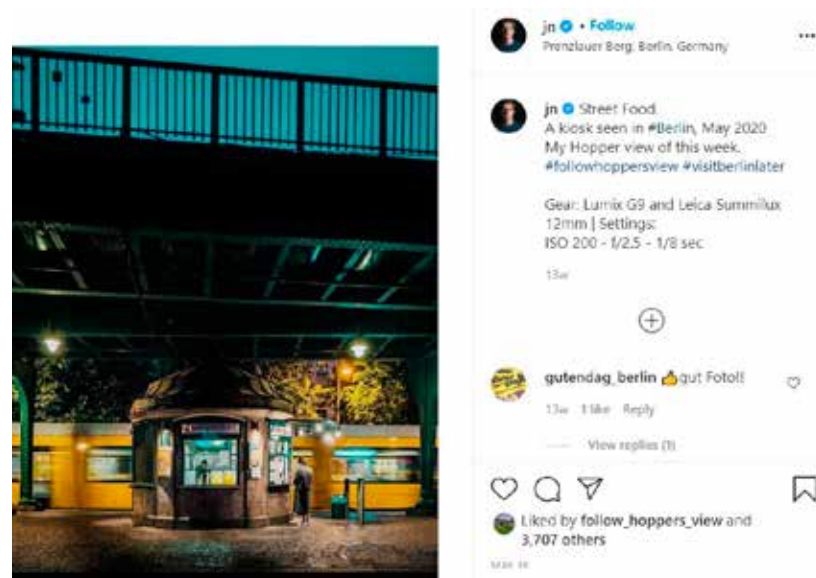 jn • Follow
Prenzlauer Berg, Berlin, Germany
jn Street Food.
A kiosk seen in #Berlin, May 2020
My Hopper view of this week.
#followhoppersview #visitberlinlater
Gear: Lumix G9 and Leica Summilux
12mm | Settings:
ISO 200 - f/2.5 - 1/8 sec
13w
gutendag_berlin 👍gut Foto!!
13w 1 like Reply
View replies (1)
Liked by follow_hoppers_view and
3,707 others